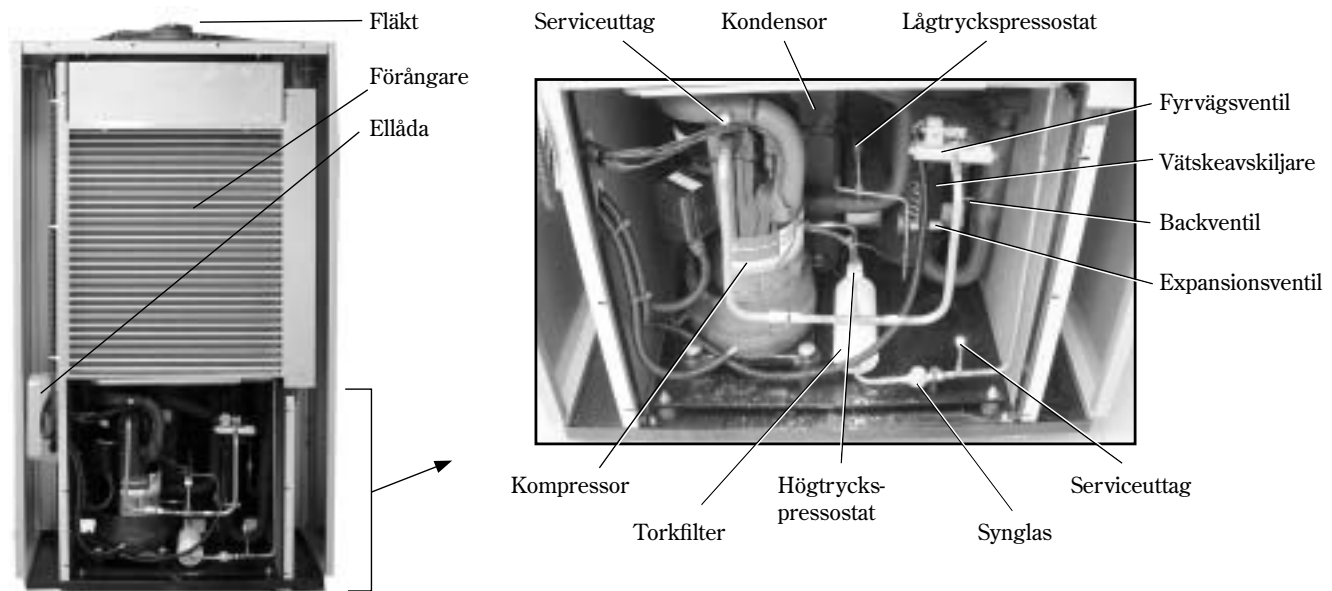 Fläkt
Förångare
Ellåda
Serviceuttag
Kondensor
Lågtryckspressostat
Fyrvägsventil
Vätskeavskiljare
Backventil
Expansionsventil
Kompressor
Torkfilter
Högtrycks-
pressostat
Synglas
Serviceuttag